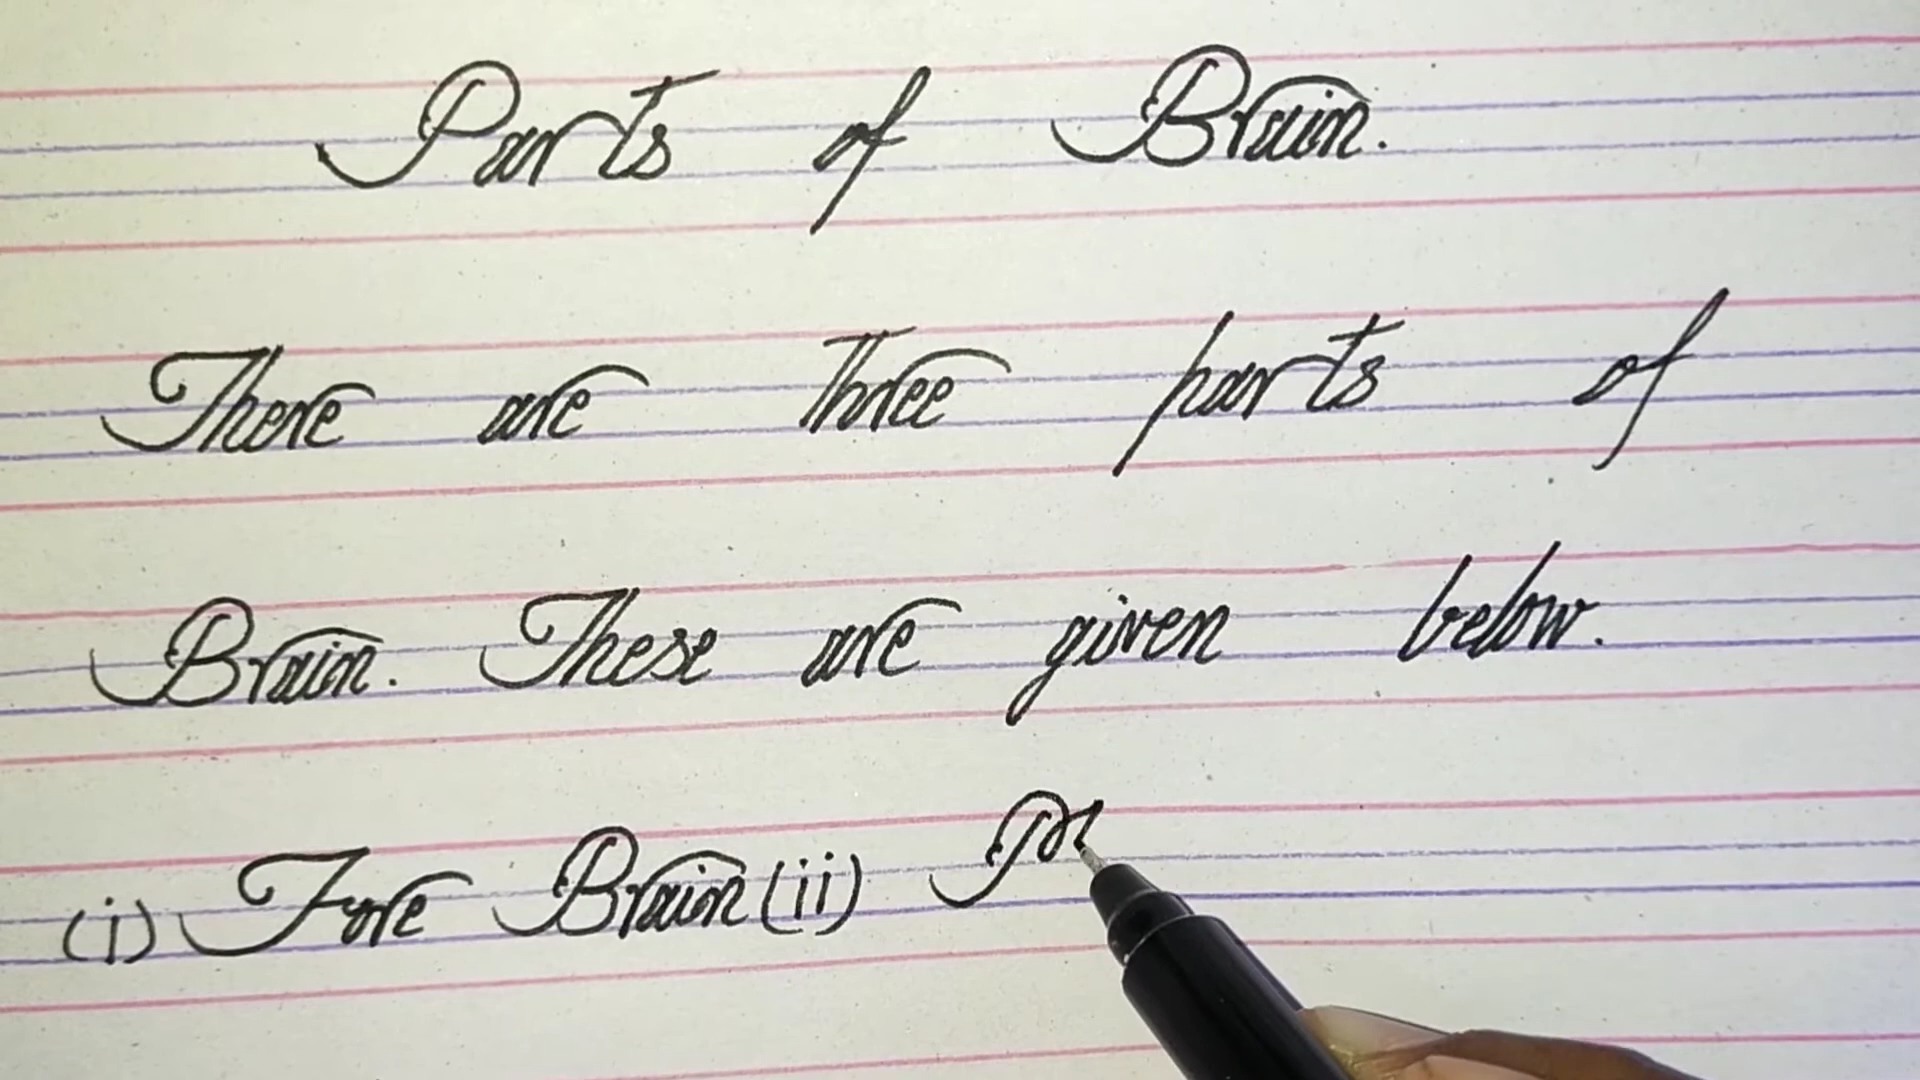 Parts of Brain.
There are three parts of
Brain. These are given below.
(i) Fore Brain (ii)